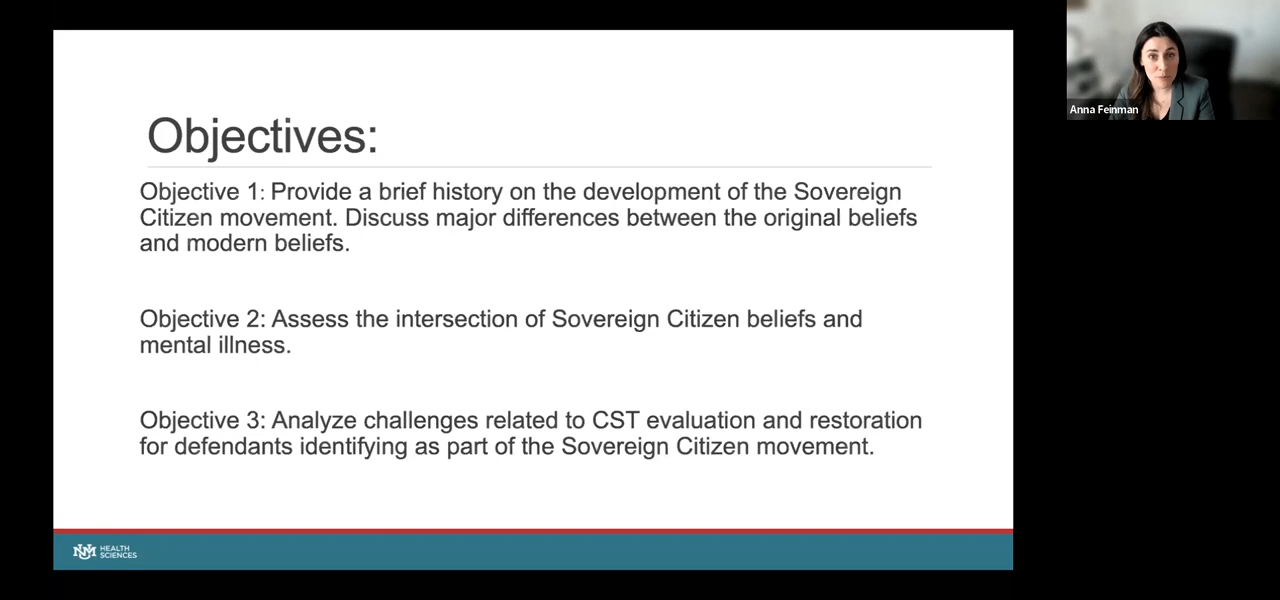 Objectives:
Objective 1: Provide a brief history on the development of the Sovereign
Citizen movement. Discuss major differences between the original beliefs
and modern beliefs.
Objective 2: Assess the intersection of Sovereign Citizen beliefs and
mental illness.
Objective 3: Analyze challenges related to CST evaluation and restoration
for defendants identifying as part of the Sovereign Citizen movement.
Anna Feinman
UNM HEALTH
SCIENCES